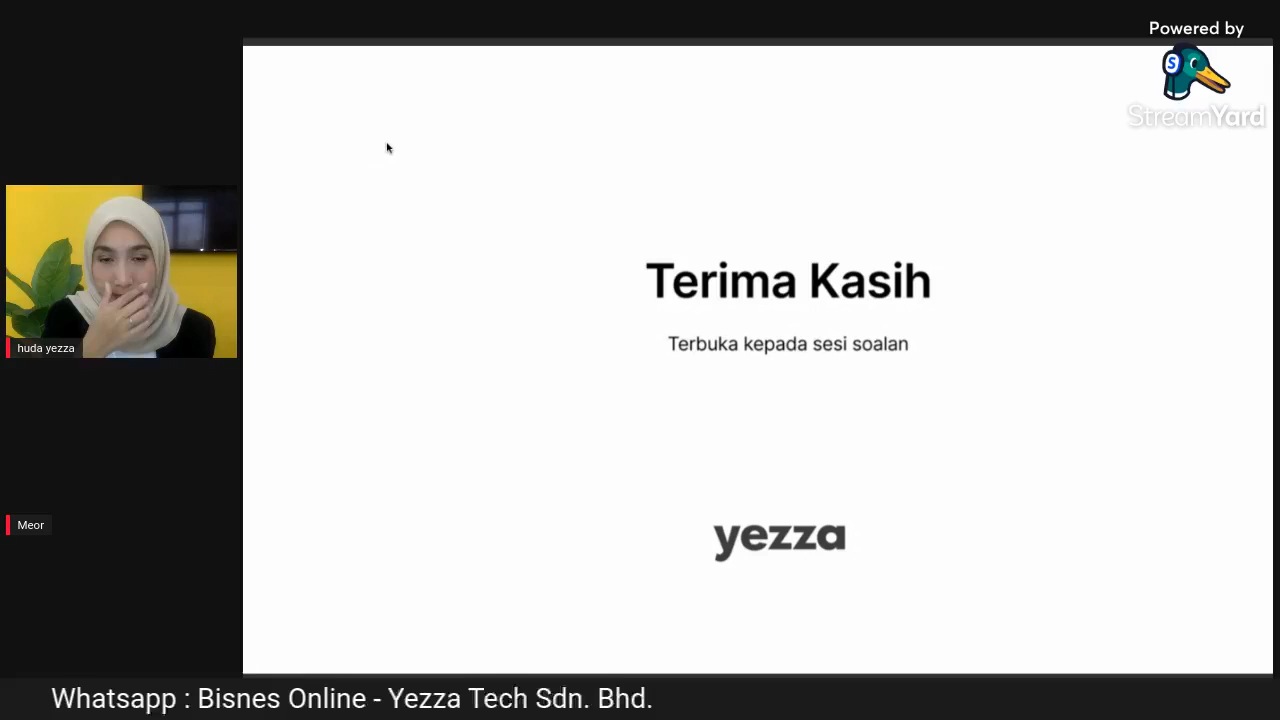 Powered by
S
StreamYard
Terima Kasih
Terbuka kepada sesi soalan
huda yezza
Meor
yezza
Whatsapp : Bisnes Online - Yezza Tech Sdn. Bhd.